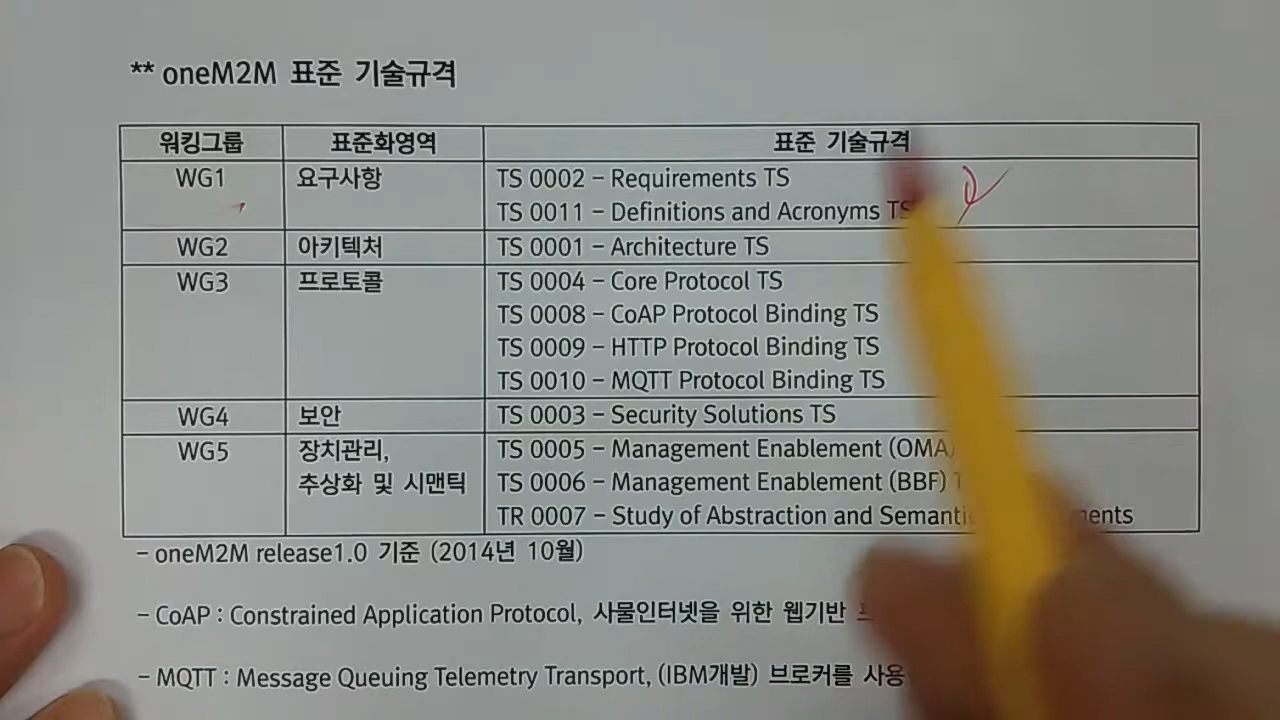 ** oneM2M 표준 기술규격
워킹그룹 표준화영역 표준 기술규격
WG1 요구사항 TS 0002 – Requirements TS
TS 0011 – Definitions and Acronyms TS
WG2 아키텍처 TS 0001 – Architecture TS
WG3 프로토콜 TS 0004 – Core Protocol TS
TS 0008 – CoAP Protocol Binding TS
TS 0009 – HTTP Protocol Binding TS
TS 0010 – MQTT Protocol Binding TS
WG4 보안 TS 0003 – Security Solutions TS
WG5 장치관리, TS 0005 – Management Enablement (OMA)
추상화 및 시맨틱 TS 0006 – Management Enablement (BBF)
TR 0007 – Study of Abstraction and
– oneM2M release1.0 기준 (2014년 10월)
– CoAP : Constrained Application Protocol, 사물인터넷을 위한 웹기반
– MQTT : Message Queuing Telemetry Transport, (IBM개발) 브로커를 사용